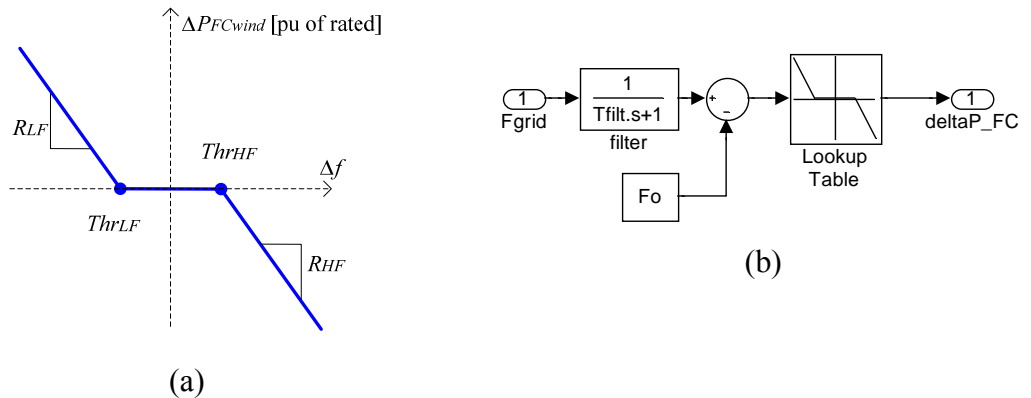 ΔPFCwind [pu of rated]
RLF
ThrHF
Δf
ThrLF
RHF
(a)
1
Fgrid
1
Tfilt.s+1
filter
+
−
Fo
Lookup
Table
1
deltaP_FC
(b)